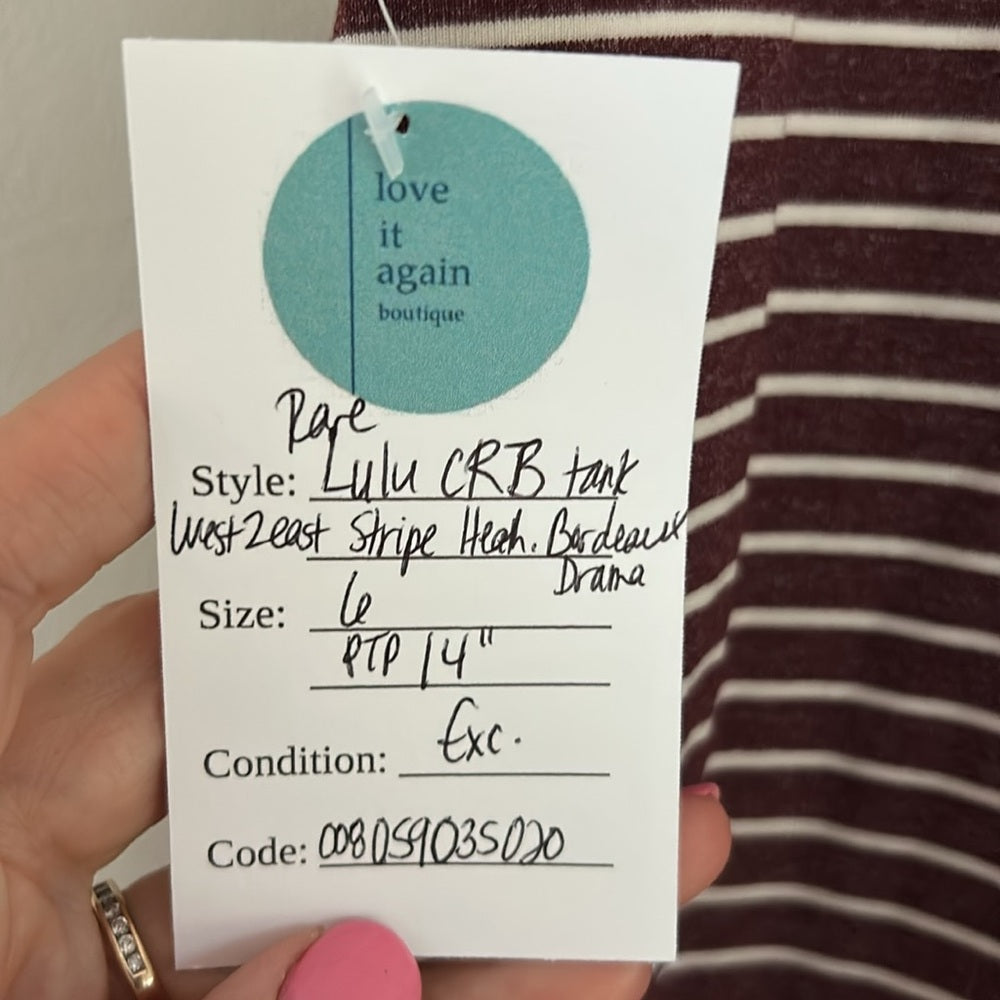 love
it
again
boutique
Rare
Style: Lulu CRB tank
West2east Stripe Heah. Bordeaux
Drama
Size: 6
PTP 14"
Condition: Exc.
Code: 008059035020